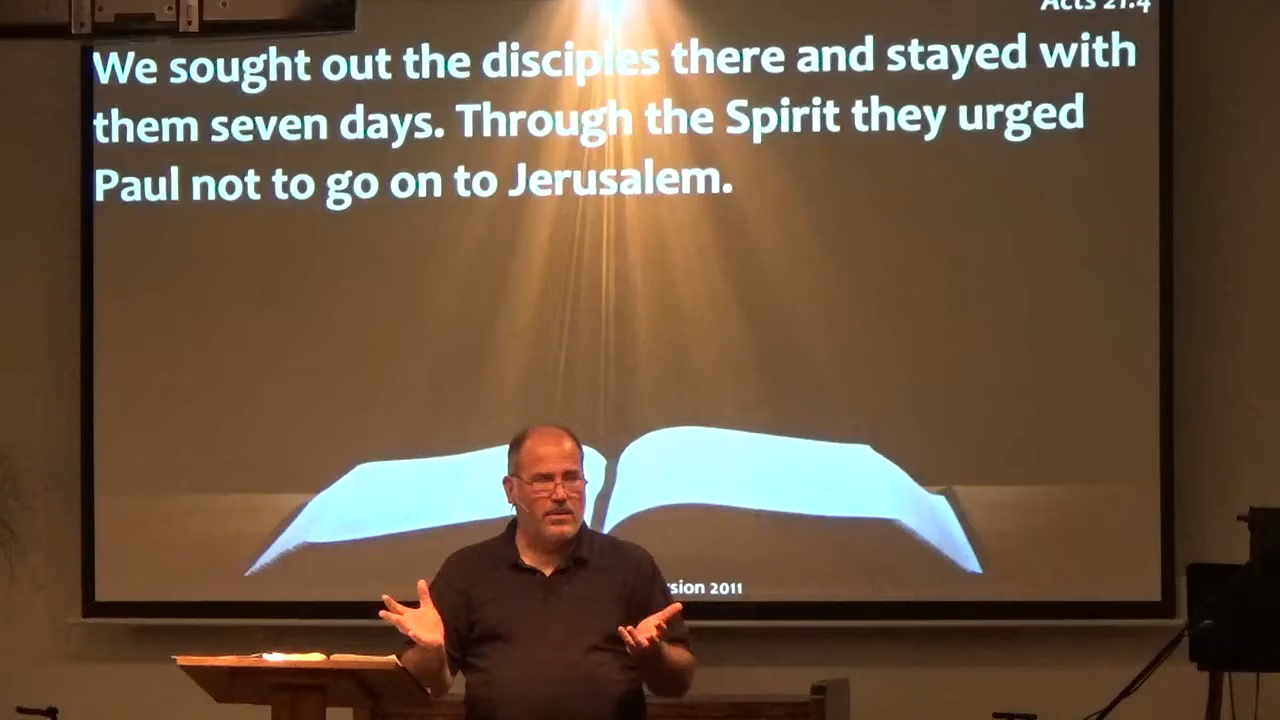 Acts 21:4
We sought out the disciples there and stayed with
them seven days. Through the Spirit they urged
Paul not to go on to Jerusalem.
2011